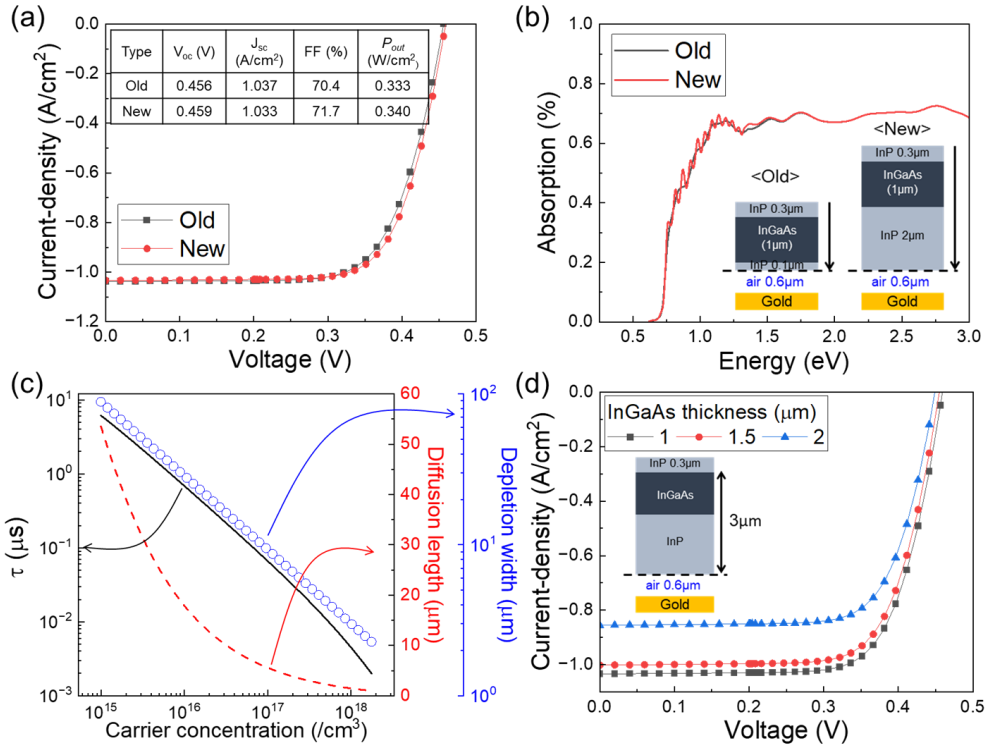 (a)
Current-density (A/cm²)
0.0
−0.2
−0.4
−0.6
−0.8
−1.0
−1.2
Type V_oc (V) J_sc (A/cm²) FF (%) P_out (W/cm²)
Old 0.456 1.037 70.4 0.333
New 0.459 1.033 71.7 0.340
Old
New
0.0 0.1 0.2 0.3 0.4 0.5
Voltage (V)
(b)
Absorption (%)
1.0
0.8
0.6
0.4
0.2
0.0
Old
New
<Old>
InP 0.3μm
InGaAs
(1μm)
InP 0.1μm
air 0.6μm
Gold
<New>
InP 0.3μm
InGaAs
(1μm)
InP 2μm
air 0.6μm
Gold
0.5 1.0 1.5 2.0 2.5 3.0
Energy (eV)
(c)
τ (μs)
10¹
10⁰
10⁻¹
10⁻²
10⁻³
10¹⁵ 10¹⁶ 10¹⁷ 10¹⁸
Carrier concentration (/cm³)
60
50
40
30
20
10
0
Diffusion length (μm)
10²
10¹
10⁰
Depletion width (μm)
(d)
Current-density (A/cm²)
0.0
−0.2
−0.4
−0.6
−0.8
−1.0
InGaAs thickness (μm)
1 1.5 2
InP 0.3μm
InGaAs
InP
3μm
air 0.6μm
Gold
0.0 0.1 0.2 0.3 0.4 0.5
Voltage (V)